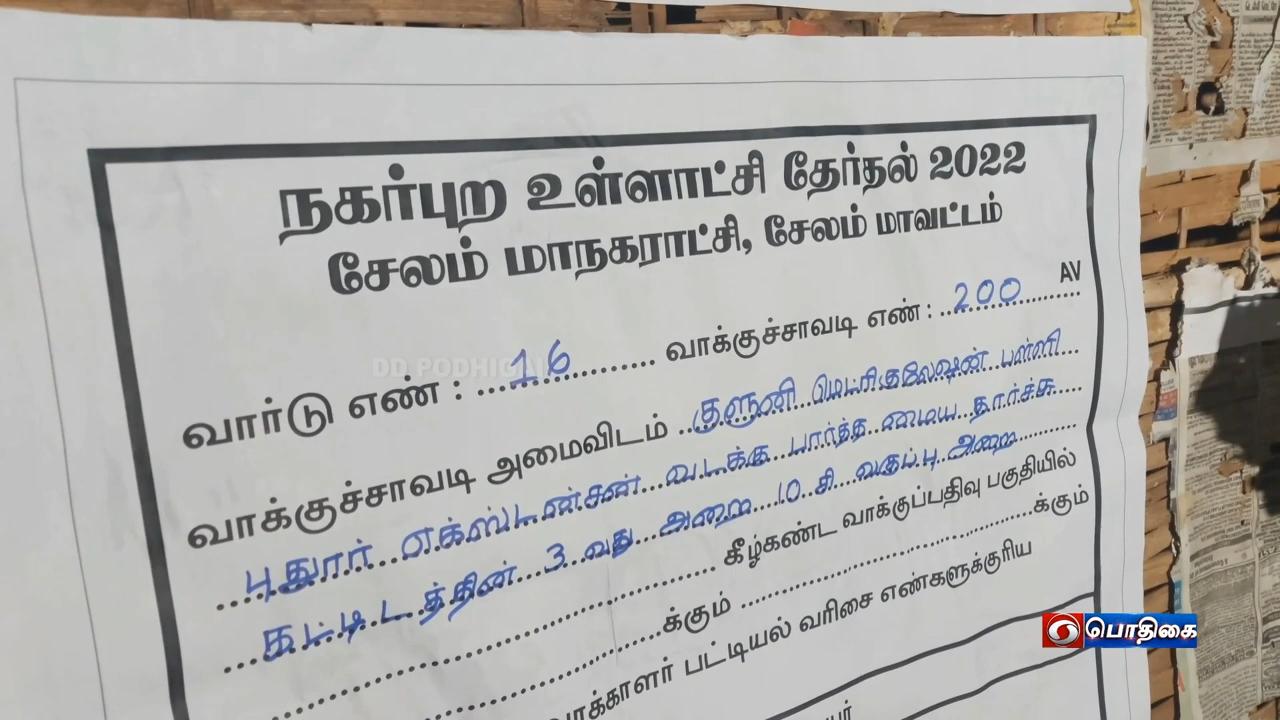 நகர்புற உள்ளாட்சி தேர்தல் 2022
சேலம் மாநகராட்சி, சேலம் மாவட்டம்
AV
வார்டு எண் : 16 வாக்குச்சாவடி எண் : 200
வாக்குச்சாவடி அமைவிடம் குளுனி மெட்ரிகுலேஷன் பள்ளி
புதூர் எக்ஸ்டன்சன் வடக்கு பார்த்த மைய தார்ச்சு
கட்டிடத்தின் 3 வது அறை 10 சி வகுப்பு அறை
கீழ்கண்ட வாக்குப்பதிவு பகுதியில்
க்கும் க்கும்
பட்டியல் வரிசை எண்களுக்குரிய
DD PODHIGAI
பொதிகை